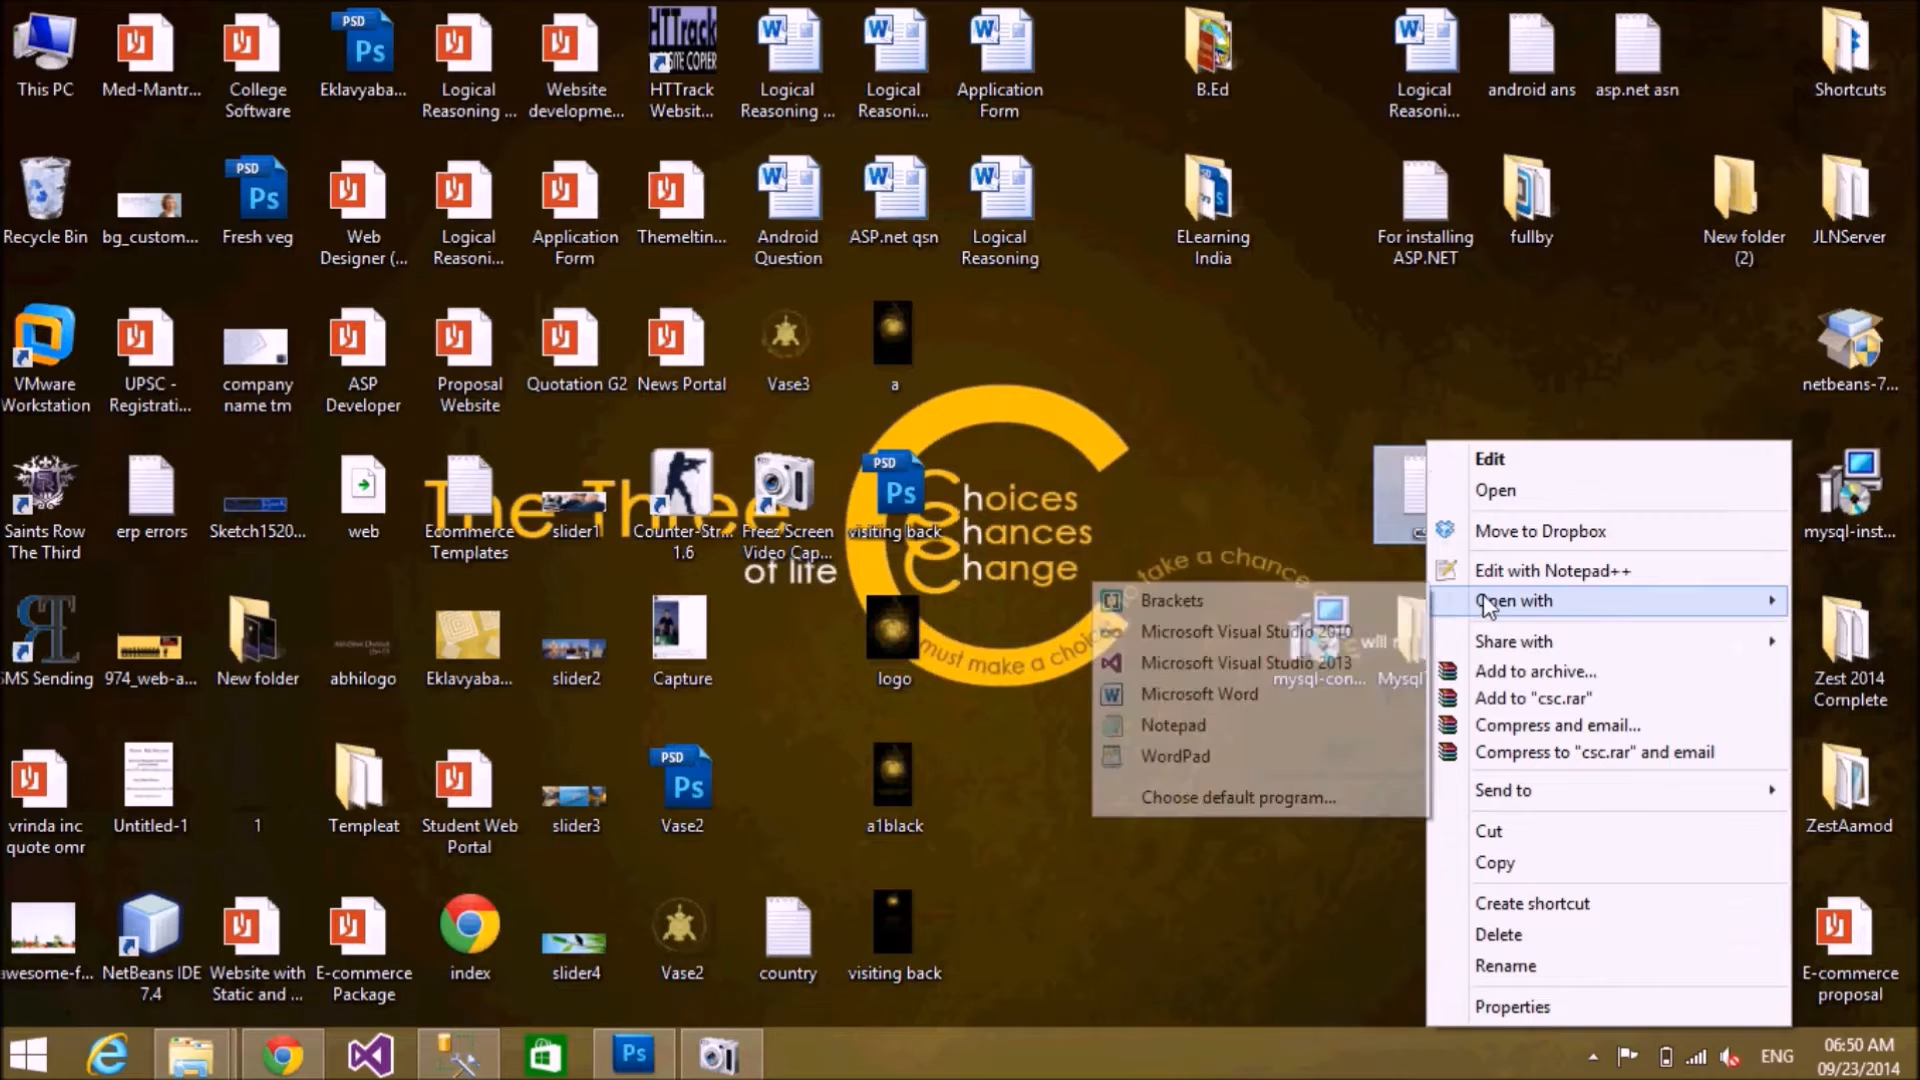 This PC
Med-Mantr...
College
Software
Eklavyaba...
Logical
Reasoning ...
Website
developme...
HTTrack
Websit...
Logical
Reasoning ...
Logical
Reasoni...
Application
Form
B.Ed
Logical
Reasoni...
android ans
asp.net asn
Shortcuts
Recycle Bin
bg_custom...
Fresh veg
Web
Designer (...
Logical
Reasoni...
Application
Form
Themeltin...
Android
Question
ASP.net qsn
Logical
Reasoning
ELearning
India
For installing
ASP.NET
fullby
New folder
(2)
JLNServer
VMware
Workstation
UPSC -
Registrati...
company
name tm
ASP
Developer
Proposal
Website
Quotation G2
News Portal
Vase3
a
netbeans-7...
Saints Row
The Third
erp errors
Sketch1520...
web
Ecommerce
Templates
slider1
Counter-Str...
1.6
Freez Screen
Video Cap...
visiting back
mysql-inst...
The Three
of life
Choices
Chances
Change
take a chance
must make a choice
will
SMS Sending
974_web-a...
New folder
abhilogo
Eklavyaba...
slider2
Capture
logo
mysql-con...
Zest 2014
Complete
vrinda inc
quote omr
Untitled-1
1
Templeat
Student Web
Portal
slider3
Vase2
a1black
ZestAamod
awesome-f...
NetBeans IDE
7.4
Website with
Static and ...
E-commerce
Package
index
slider4
Vase2
country
visiting back
E-commerce
proposal
PSD
Ps
HTTrack
SITE COPIER
Edit
Open
Move to Dropbox
Edit with Notepad++
Open with
Share with
Add to archive...
Add to "csc.rar"
Compress and email...
Compress to "csc.rar" and email
Send to
Cut
Copy
Create shortcut
Delete
Rename
Properties
Brackets
Microsoft Visual Studio 2010
Microsoft Visual Studio 2013
Microsoft Word
Notepad
WordPad
Choose default program...
Ps
ENG
06:50 AM
09/23/2014